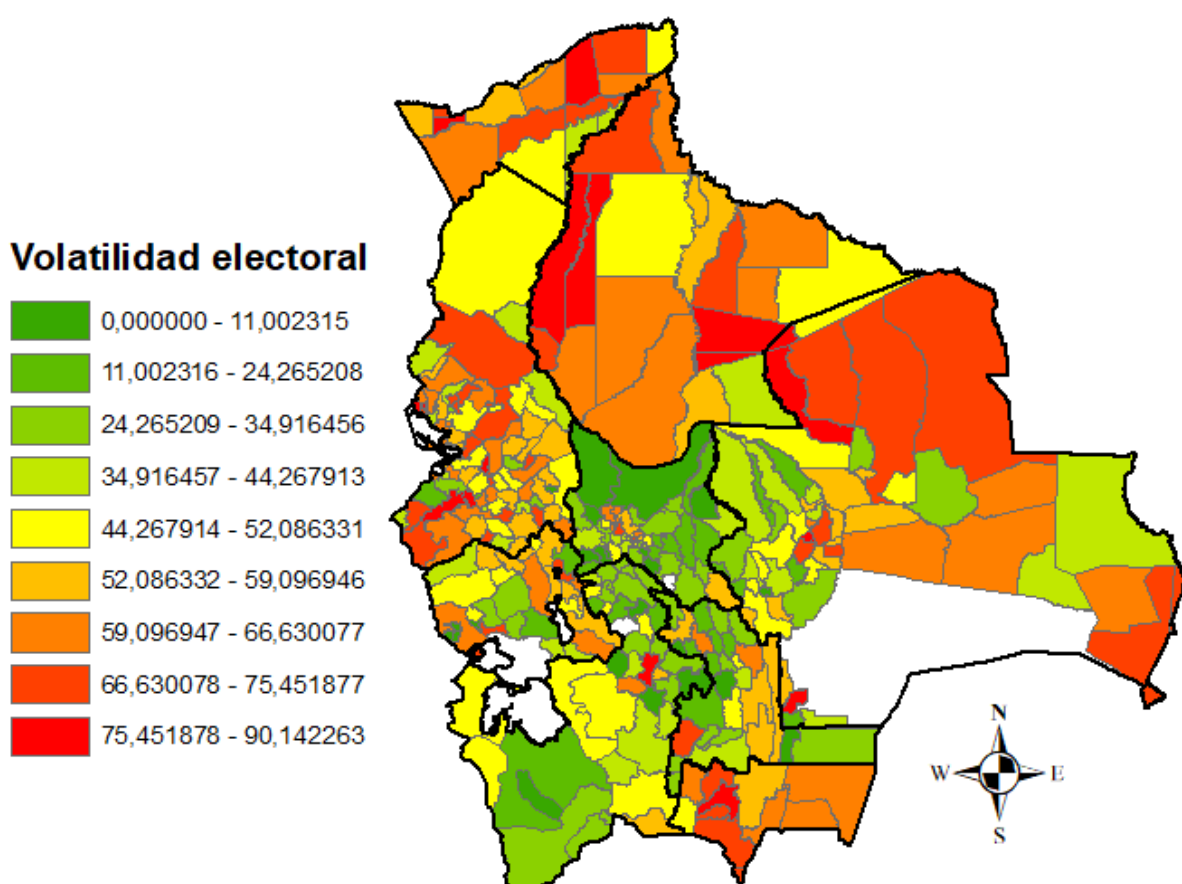 Volatilidad electoral
0,000000 - 11,002315
11,002316 - 24,265208
24,265209 - 34,916456
34,916457 - 44,267913
44,267914 - 52,086331
52,086332 - 59,096946
59,096947 - 66,630077
66,630078 - 75,451877
75,451878 - 90,142263
N
W E
S